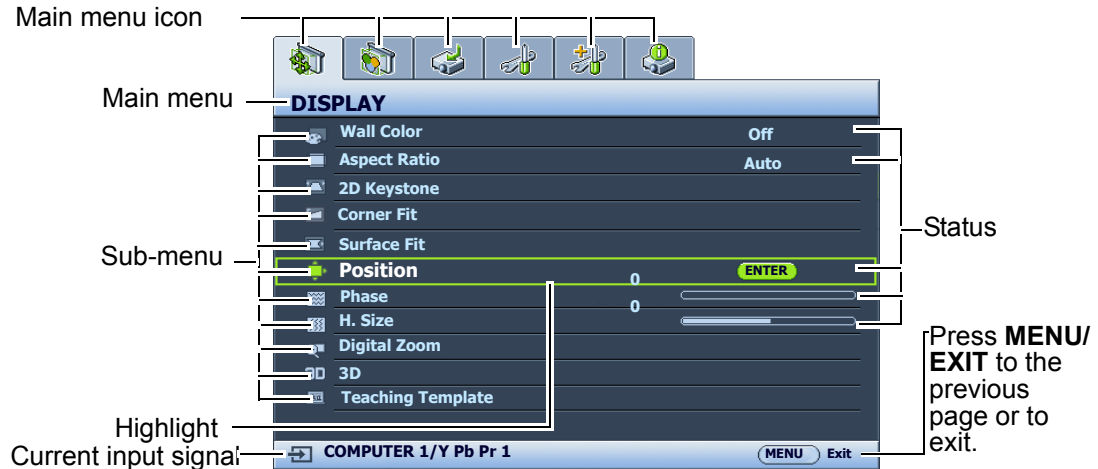 Main menu icon
Main menu
DISPLAY
Wall Color Off
Aspect Ratio Auto
2D Keystone
Corner Fit
Surface Fit
Status
Sub-menu
Position ENTER
0
Phase
0
H. Size
Digital Zoom
3D 3D
Teaching Template
Press MENU/
EXIT to the
previous
page or to
exit.
Highlight
Current input signal
COMPUTER 1/Y Pb Pr 1
MENU Exit